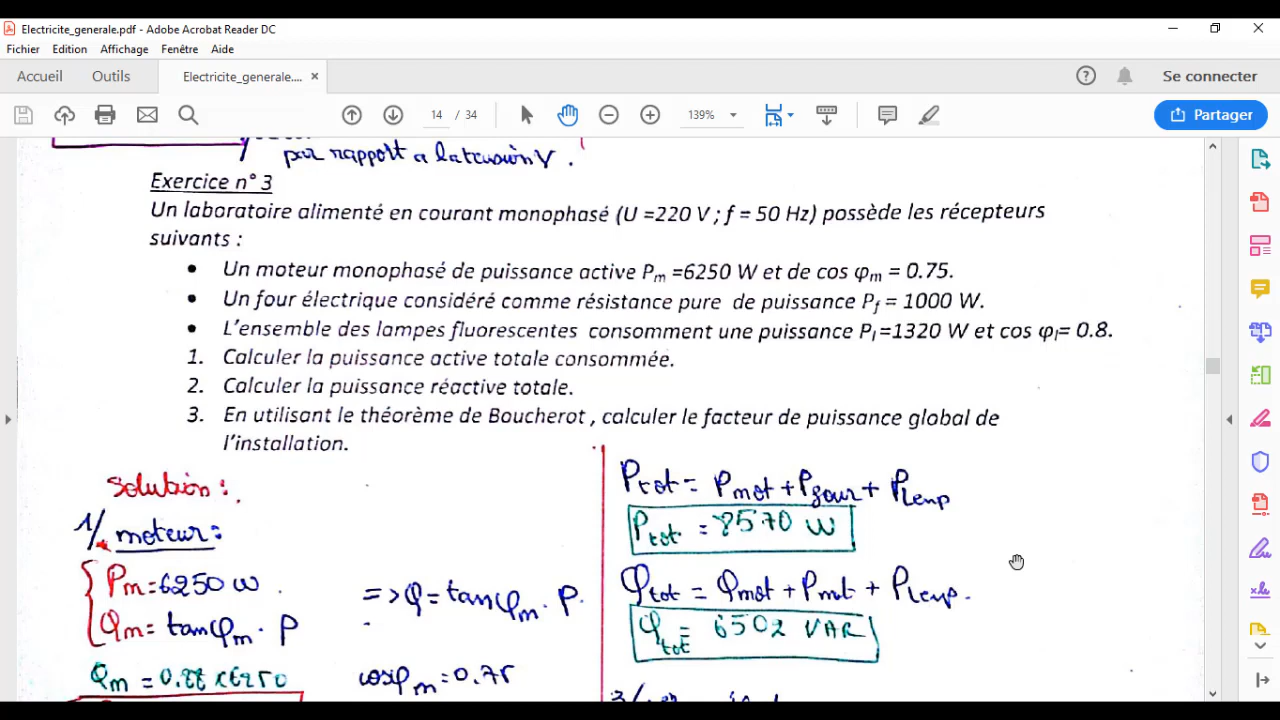 Electricite_generale.pdf - Adobe Acrobat Reader DC
Fichier Edition Affichage Fenêtre Aide
Accueil Outils Electricite_generale.... × Se connecter
14 / 34 139% Partager
par rapport a la tension V .
Exercice n° 3
Un laboratoire alimenté en courant monophasé (U =220 V ; f = 50 Hz) possède les récepteurs
suivants :
• Un moteur monophasé de puissance active Pm =6250 W et de cos φm = 0.75.
• Un four électrique considéré comme résistance pure de puissance Pf = 1000 W.
• L'ensemble des lampes fluorescentes consomment une puissance Pl=1320 W et cos φl= 0.8.
1. Calculer la puissance active totale consommée.
2. Calculer la puissance réactive totale.
3. En utilisant le théorème de Boucherot , calculer le facteur de puissance global de
l'installation.
Solution :
1/ moteur :
Pm = 6250 W
Qm = tanφm . P
=> Q = tanφm . P.
Qm = 0.88 x 6250
cosφm = 0.75
Ptot = Pmot + Pfour + PLemp
Ptot = 8570 W
Qtot = Qmot + Pmt + PLemp.
Qtot = 6502 VAR